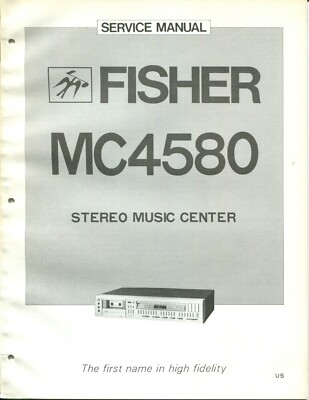 SERVICE MANUAL
FISHER
MC4580
STEREO MUSIC CENTER
The first name in high fidelity
US